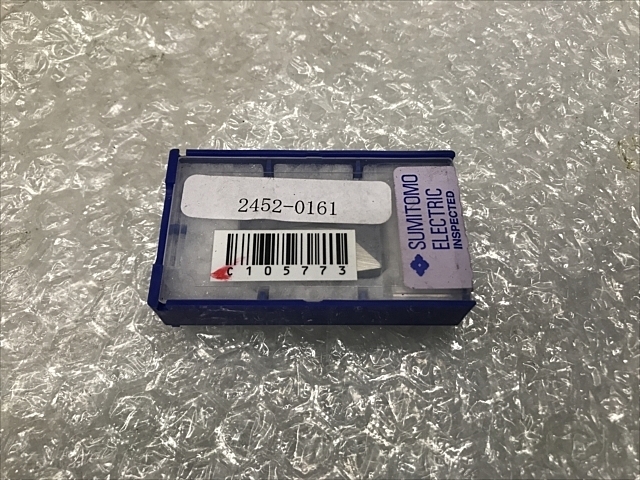 2452-0161
C105773
SUMITOMO
ELECTRIC
INSPECTED